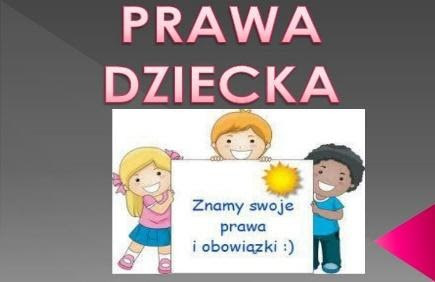 PRAWA
DZIECKA
Znamy swoje
prawa
i obowiązki :)